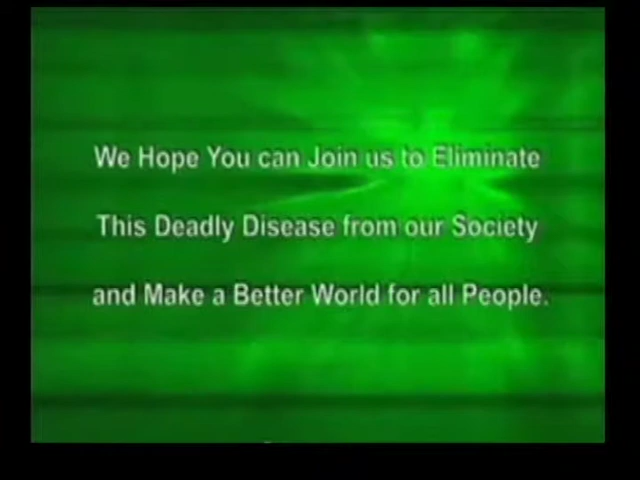 We Hope You can Join us to Eliminate
This Deadly Disease from our Society
and Make a Better World for all People.